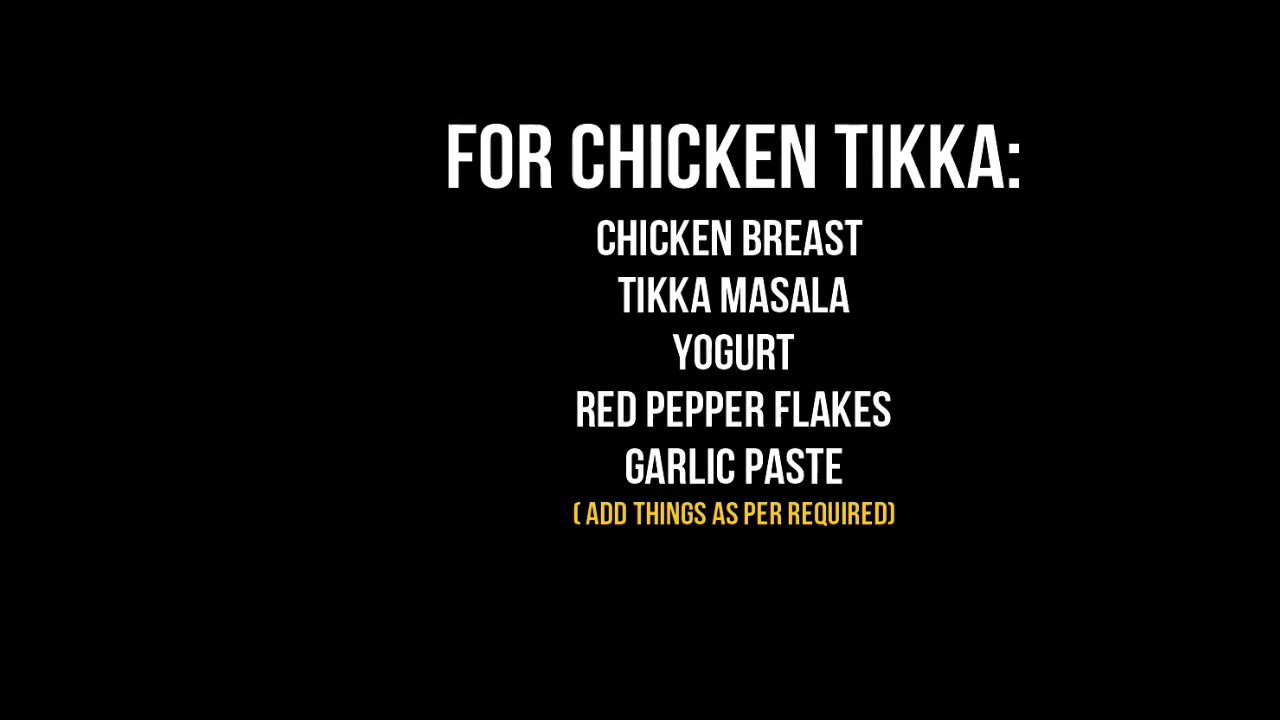 FOR CHICKEN TIKKA:
CHICKEN BREAST
TIKKA MASALA
YOGURT
RED PEPPER FLAKES
GARLIC PASTE
( ADD THINGS AS PER REQUIRED)